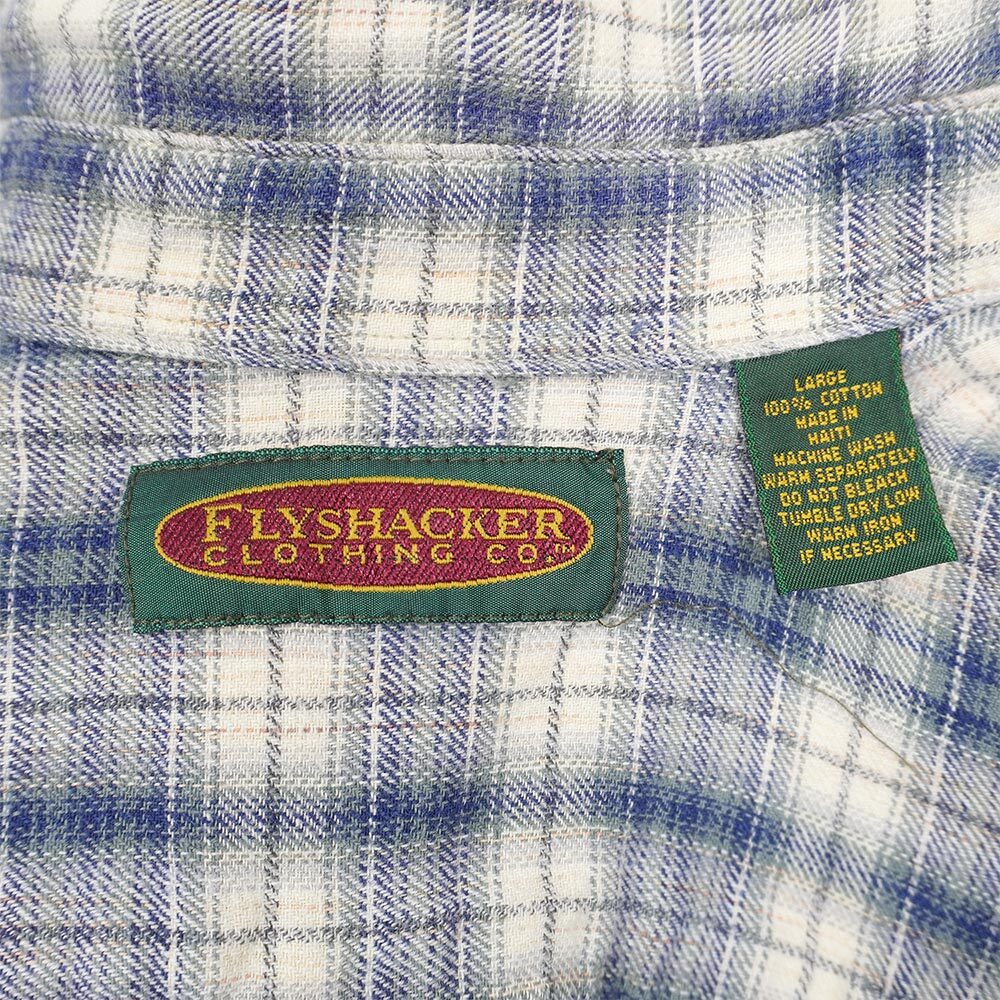 FLYSHACKER
CLOTHING CO.™
LARGE
100% COTTON
MADE IN
HAITI
MACHINE WASH
WARM SEPARATELY
DO NOT BLEACH
TUMBLE DRY LOW
WARM IRON
IF NECESSARY